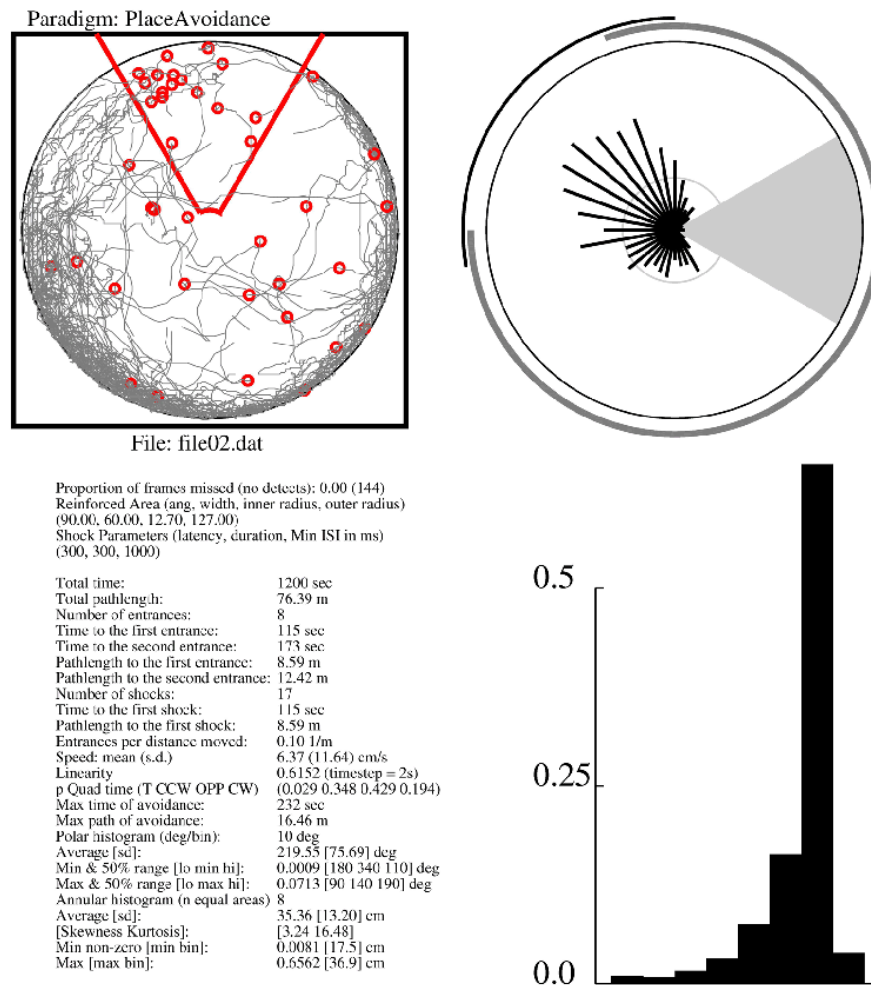 Paradigm: PlaceAvoidance
File: file02.dat
Proportion of frames missed (no detects): 0.00 (144)
Reinforced Area (ang, width, inner radius, outer radius)
(90.00, 60.00, 12.70, 127.00)
Shock Parameters (latency, duration, Min ISI in ms)
(300, 300, 1000)
Total time: 1200 sec
Total pathlength: 76.39 m
Number of entrances: 8
Time to the first entrance: 115 sec
Time to the second entrance: 173 sec
Pathlength to the first entrance: 8.59 m
Pathlength to the second entrance: 12.42 m
Number of shocks: 17
Time to the first shock: 115 sec
Pathlength to the first shock: 8.59 m
Entrances per distance moved: 0.10 1/m
Speed: mean (s.d.) 6.37 (11.64) cm/s
Linearity 0.6152 (timestep = 2s)
p Quad time (T CCW OPP CW) (0.029 0.348 0.429 0.194)
Max time of avoidance: 232 sec
Max path of avoidance: 16.46 m
Polar histogram (deg/bin): 10 deg
Average [sd]: 219.55 [75.69] deg
Min & 50% range [lo min hi]: 0.0009 [180 340 110] deg
Max & 50% range [lo max hi]: 0.0713 [90 140 190] deg
Annular histogram (n equal areas) 8
Average [sd]: 35.36 [13.20] cm
[Skewness Kurtosis]: [3.24 16.48]
Min non-zero [min bin]: 0.0081 [17.5] cm
Max [max bin]: 0.6562 [36.9] cm
0.5
0.25
0.0